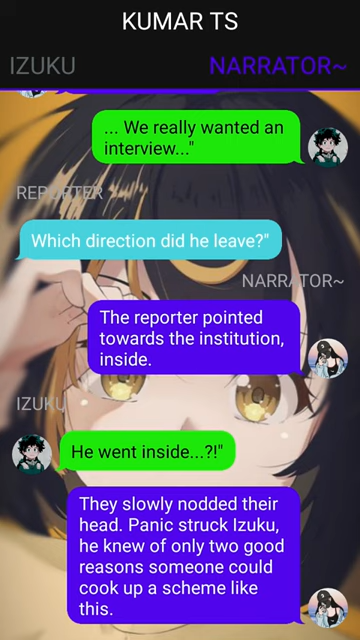 KUMAR TS
IZUKU
NARRATOR~
... We really wanted an
interview..."
REPORTER
Which direction did he leave?"
NARRATOR~
The reporter pointed
towards the institution,
inside.
IZUKU
He went inside...?!"
They slowly nodded their
head. Panic struck Izuku,
he knew of only two good
reasons someone could
cook up a scheme like
this.